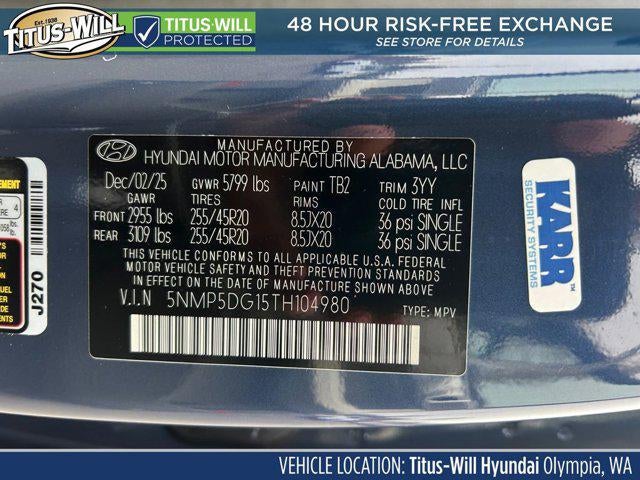 Est. 1938
TITUS-WILL
TITUS-WILL
PROTECTED
48 HOUR RISK-FREE EXCHANGE
SEE STORE FOR DETAILS
MANUFACTURED BY
HYUNDAI MOTOR MANUFACTURING ALABAMA, LLC
Dec/02/25 GVWR 5799 lbs PAINT TB2 TRIM 3YY
GAWR TIRES RIMS COLD TIRE INFL
FRONT 2955 lbs 255/45R20 8.5JX20 36 psi SINGLE
REAR 3109 lbs 255/45R20 8.5JX20 36 psi SINGLE
THIS VEHICLE CONFORMS TO ALL APPLICABLE U.S.A. FEDERAL
MOTOR VEHICLE SAFETY AND THEFT PREVENTION STANDARDS
IN EFFECT ON THE DATE OF MANUFACTURE SHOWN ABOVE.
V.I.N 5NMP5DG15TH104980
TYPE: MPV
J270
KARR
SECURITY SYSTEMS
VEHICLE LOCATION: Titus-Will Hyundai Olympia, WA